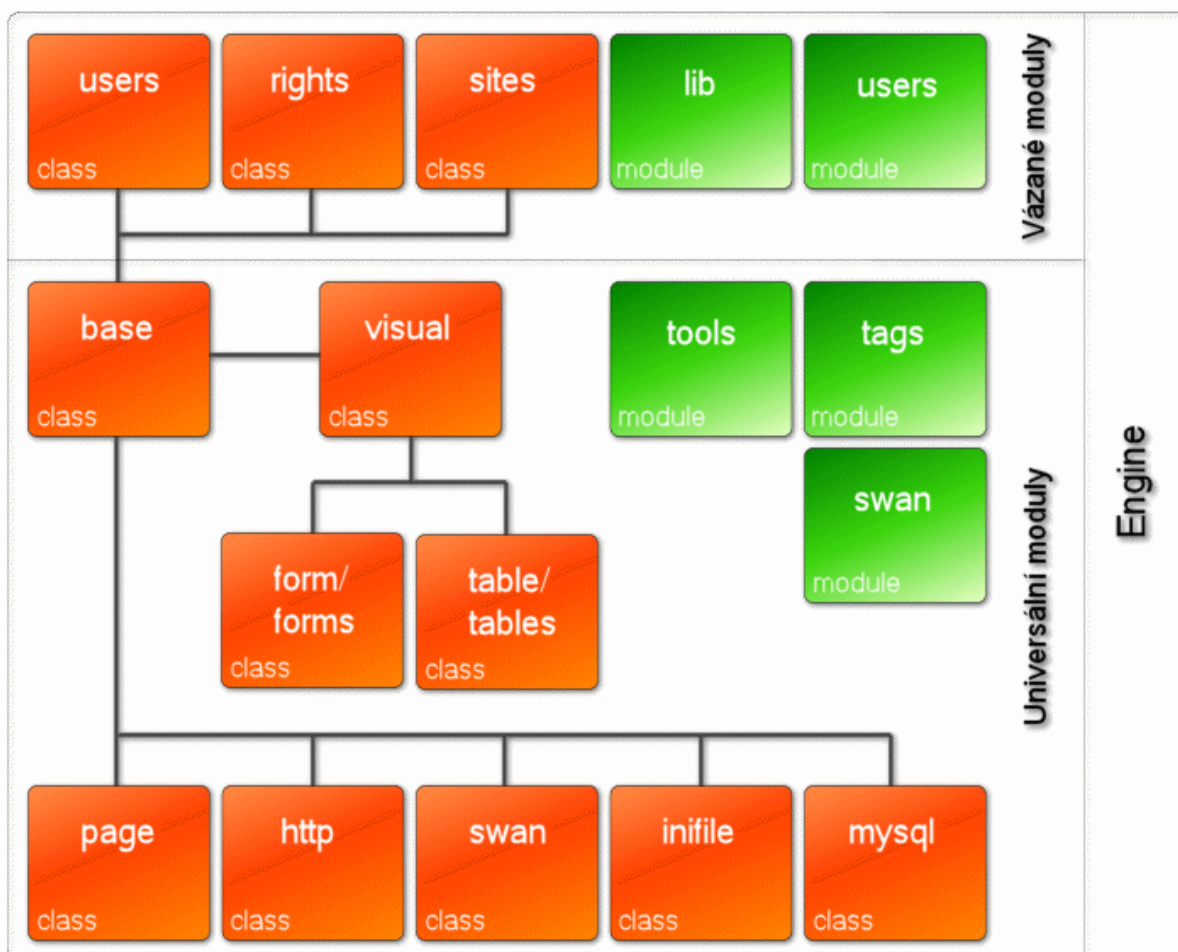 users
class
rights
class
sites
class
lib
module
users
module
Vázané moduly
base
class
visual
class
tools
module
tags
module
swan
module
form/
forms
class
table/
tables
class
Universální moduly
page
class
http
class
swan
class
inifile
class
mysql
class
Engine